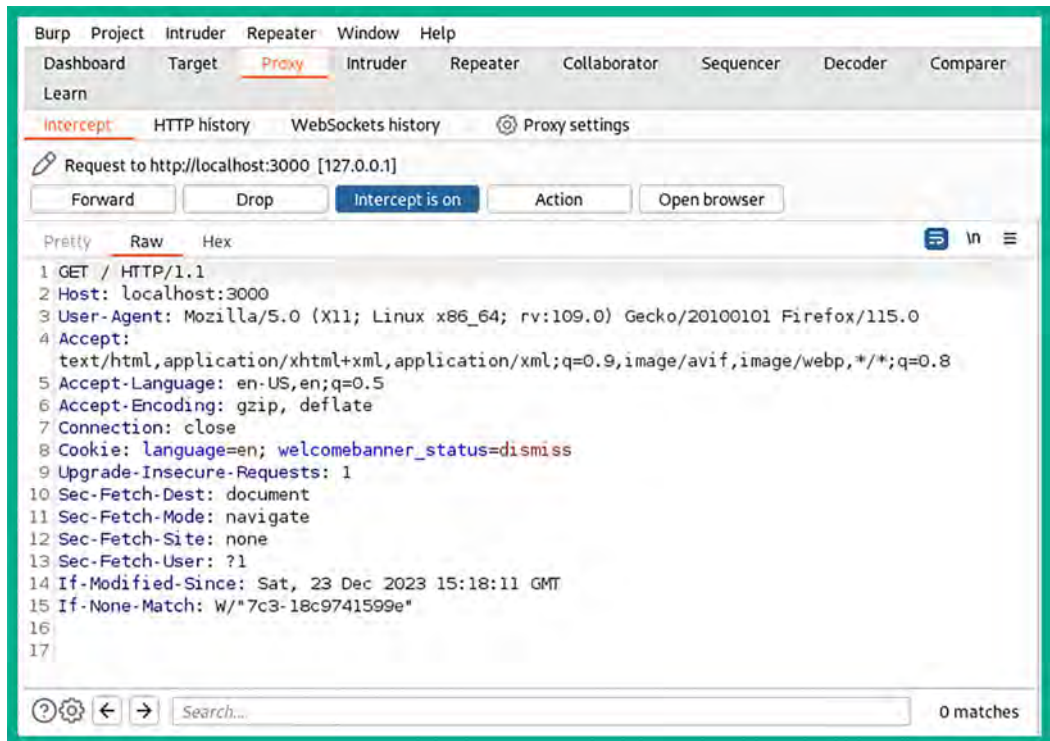 Burp Project Intruder Repeater Window Help
Dashboard Target Proxy Intruder Repeater Collaborator Sequencer Decoder Comparer
Learn
Intercept HTTP history WebSockets history Proxy settings
Request to http://localhost:3000 [127.0.0.1]
Forward Drop Intercept is on Action Open browser
Pretty Raw Hex \n
1 GET / HTTP/1.1
2 Host: localhost:3000
3 User-Agent: Mozilla/5.0 (X11; Linux x86_64; rv:109.0) Gecko/20100101 Firefox/115.0
4 Accept:
text/html,application/xhtml+xml,application/xml;q=0.9,image/avif,image/webp,*/*;q=0.8
5 Accept-Language: en-US,en;q=0.5
6 Accept-Encoding: gzip, deflate
7 Connection: close
8 Cookie: language=en; welcomebanner_status=dismiss
9 Upgrade-Insecure-Requests: 1
10 Sec-Fetch-Dest: document
11 Sec-Fetch-Mode: navigate
12 Sec-Fetch-Site: none
13 Sec-Fetch-User: ?1
14 If-Modified-Since: Sat, 23 Dec 2023 15:18:11 GMT
15 If-None-Match: W/"7c3-18c9741599e"
16
17
Search... 0 matches